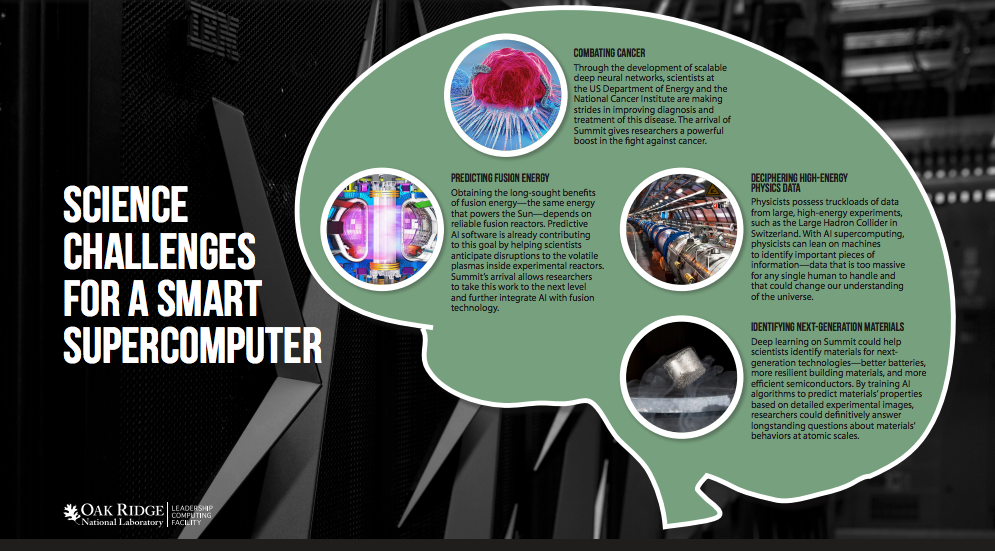 IBM
SCIENCE
CHALLENGES
FOR A SMART
SUPERCOMPUTER
COMBATING CANCER
Through the development of scalable
deep neural networks, scientists at
the US Department of Energy and the
National Cancer Institute are making
strides in improving diagnosis and
treatment of this disease. The arrival of
Summit gives researchers a powerful
boost in the fight against cancer.
PREDICTING FUSION ENERGY
Obtaining the long-sought benefits
of fusion energy—the same energy
that powers the Sun—depends on
reliable fusion reactors. Predictive
AI software is already contributing
to this goal by helping scientists
anticipate disruptions to the volatile
plasmas inside experimental reactors.
Summit's arrival allows researchers
to take this work to the next level
and further integrate AI with fusion
technology.
DECIPHERING HIGH-ENERGY
PHYSICS DATA
Physicists possess truckloads of data
from large, high-energy experiments,
such as the Large Hadron Collider in
Switzerland. With AI supercomputing,
physicists can lean on machines
to identify important pieces of
information—data that is too massive
for any single human to handle and
that could change our understanding
of the universe.
IDENTIFYING NEXT-GENERATION MATERIALS
Deep learning on Summit could help
scientists identify materials for next-
generation technologies—better batteries,
more resilient building materials, and more
efficient semiconductors. By training AI
algorithms to predict materials' properties
based on detailed experimental images,
researchers could definitively answer
longstanding questions about materials'
behaviors at atomic scales.
OAK RIDGE
National Laboratory
LEADERSHIP
COMPUTING
FACILITY